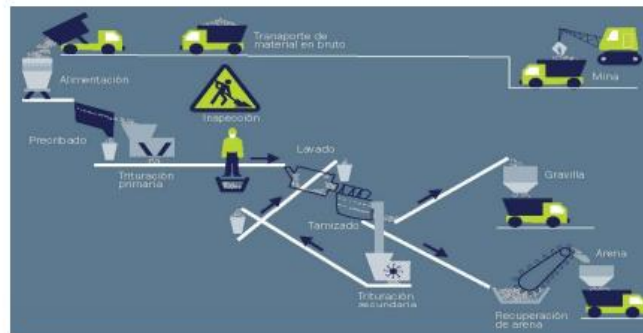 Transporte de
material en bruto
Alimentación
Mina
Inspección
Precribado
Lavado
Trituración
primaria
Gravilla
Tamizado
Arena
Trituración
secundaria
Recuperación
de arena